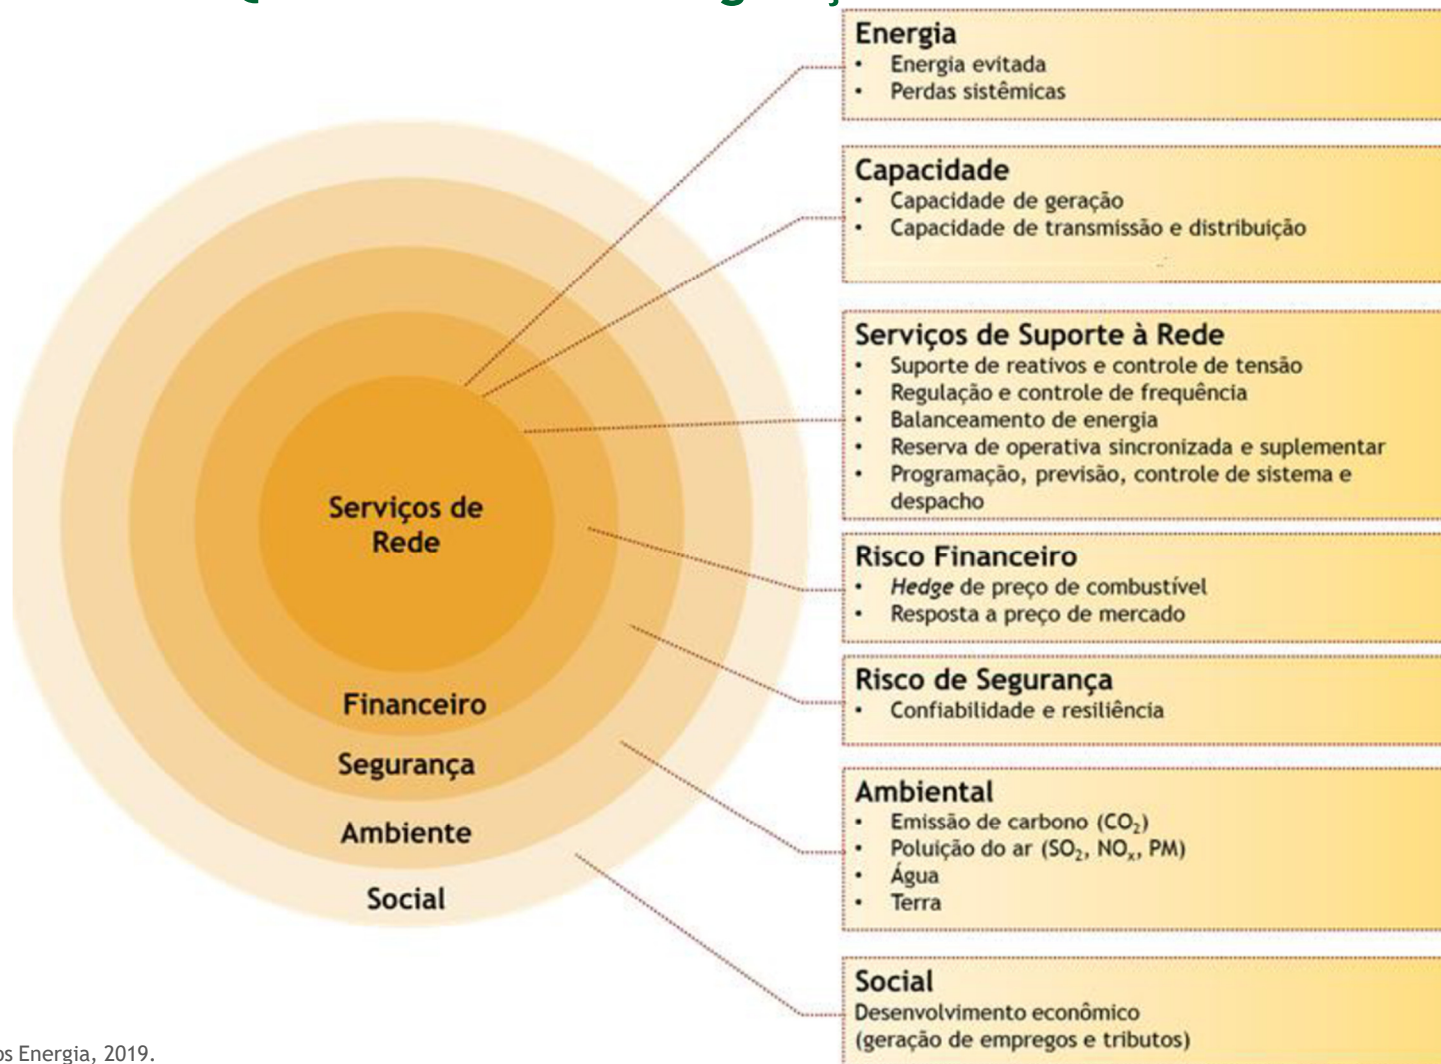 Energia
• Energia evitada
• Perdas sistêmicas
Capacidade
• Capacidade de geração
• Capacidade de transmissão e distribuição
Serviços de Suporte à Rede
• Suporte de reativos e controle de tensão
• Regulação e controle de frequência
• Balanceamento de energia
• Reserva de operativa sincronizada e suplementar
• Programação, previsão, controle de sistema e
despacho
Risco Financeiro
• Hedge de preço de combustível
• Resposta a preço de mercado
Risco de Segurança
• Confiabilidade e resiliência
Ambiental
• Emissão de carbono (CO₂)
• Poluição do ar (SO₂, NOₓ, PM)
• Água
• Terra
Social
Desenvolvimento econômico
(geração de empregos e tributos)
Serviços de
Rede
Financeiro
Segurança
Ambiente
Social
Energia, 2019.